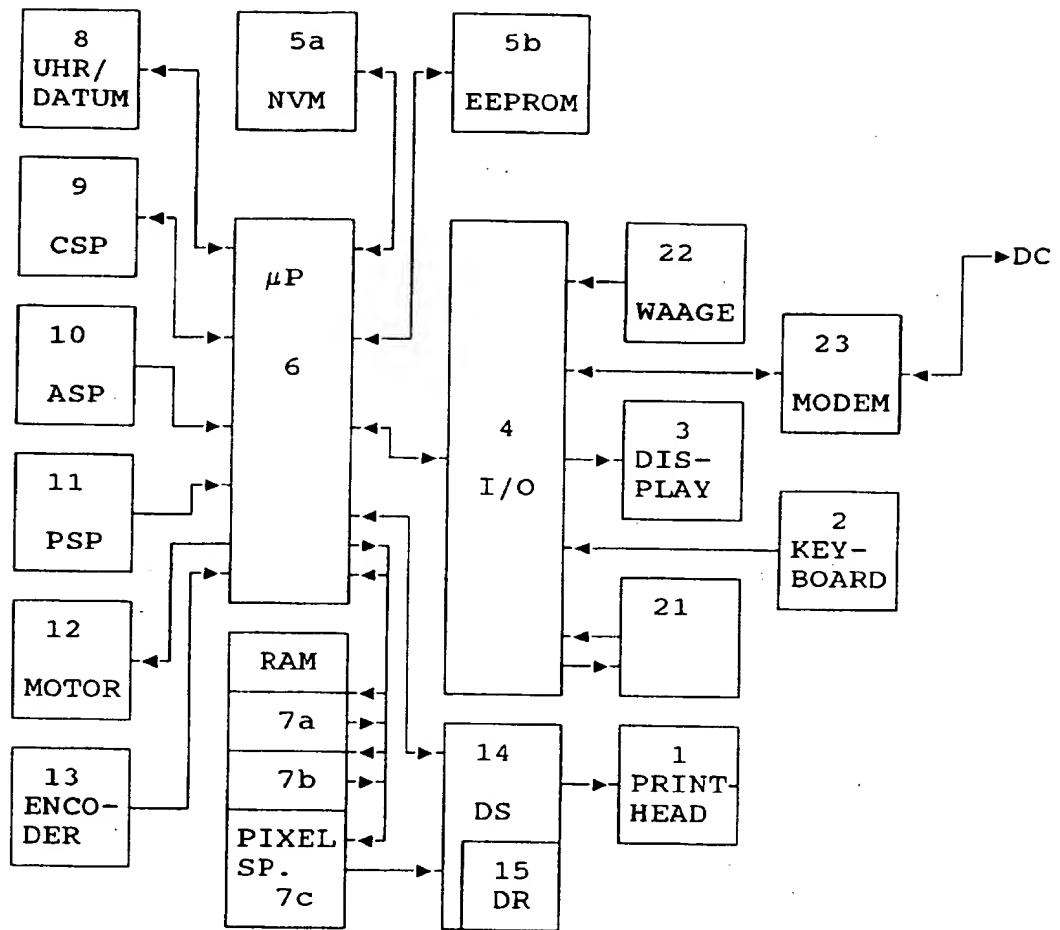 8
UHR/
DATUM
5a
NVM
5b
EEPROM
9
CSP
10
ASP
11
PSP
12
MOTOR
13
ENCO-
DER
μP
6
RAM
7a
7b
PIXEL
SP.
7c
4
I/O
14
DS
15
DR
22
WAAGE
23
MODEM
DC
3
DIS-
PLAY
2
KEY-
BOARD
21
1
PRINT-
HEAD